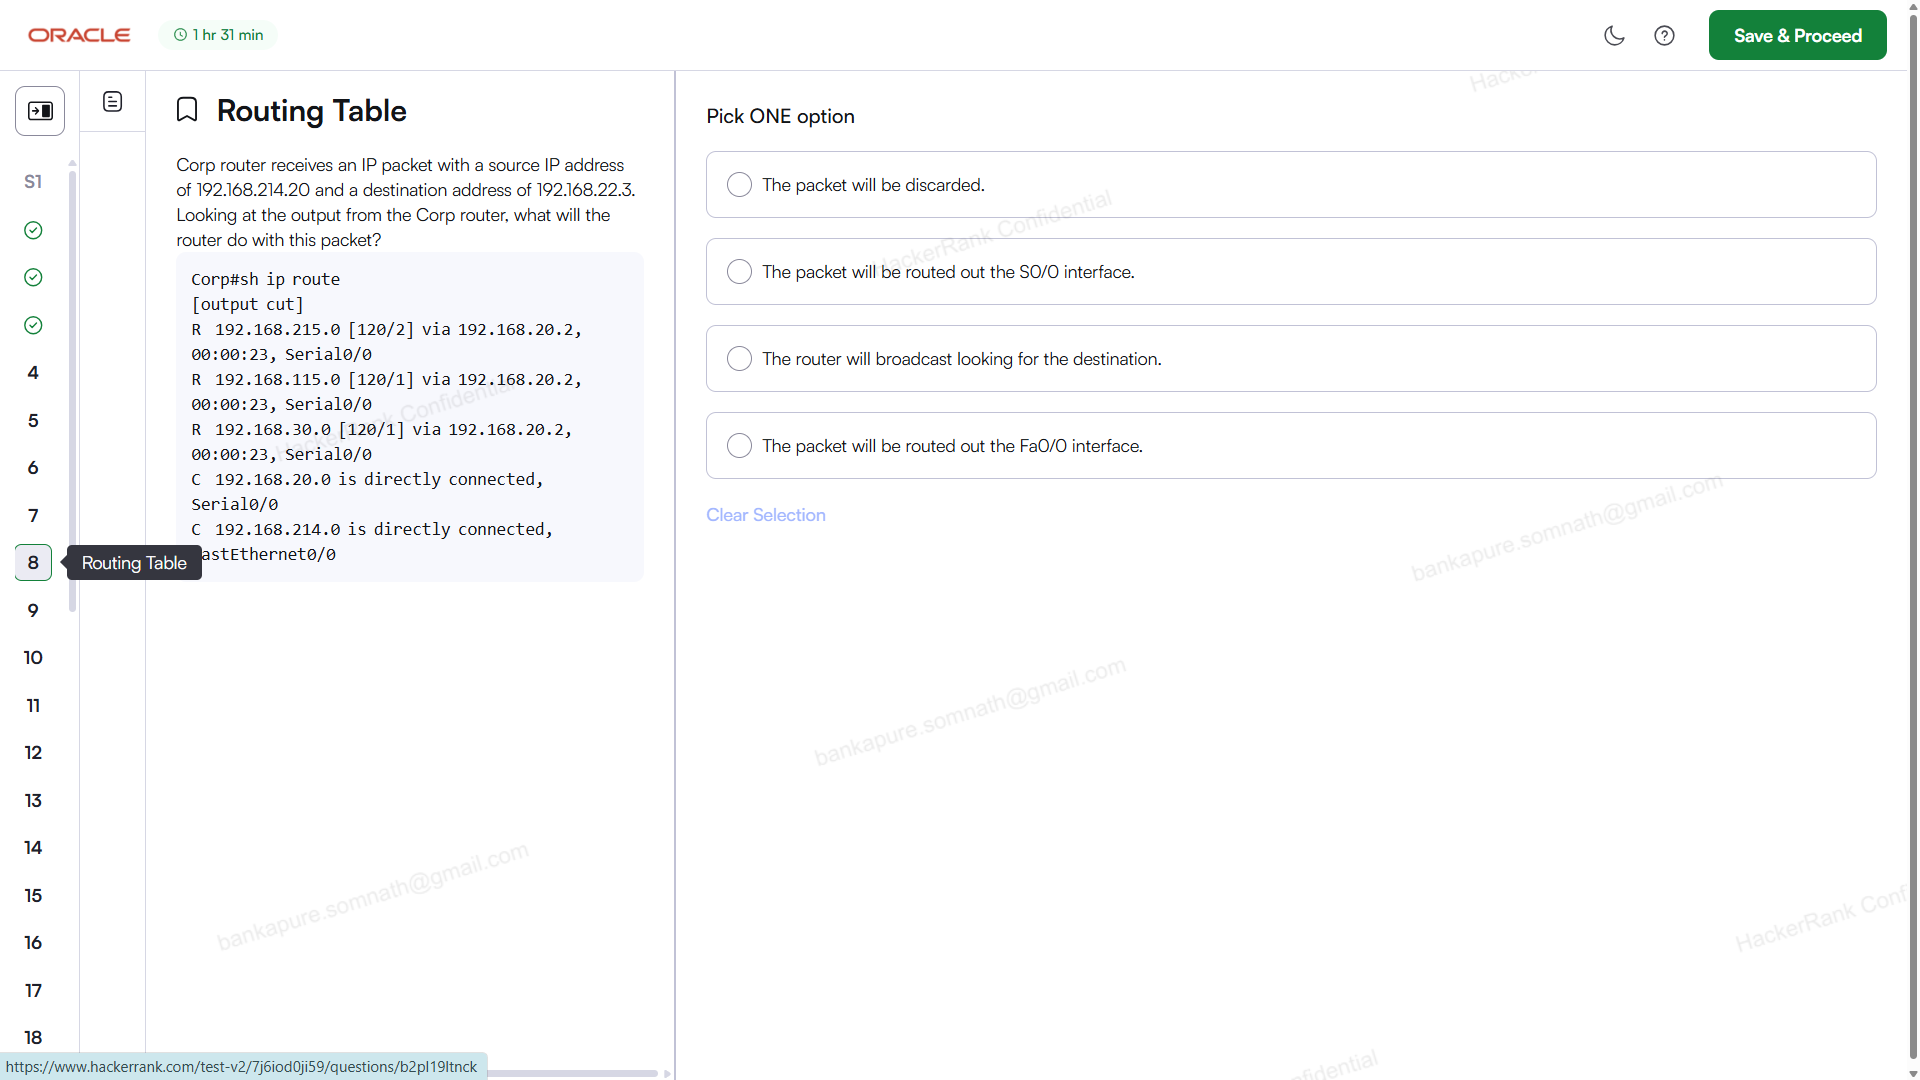 ORACLE
1 hr 31 min
Save & Proceed
S1
4
5
6
7
8
9
10
11
12
13
14
15
16
17
18
Routing Table
Routing Table
Corp router receives an IP packet with a source IP address
of 192.168.214.20 and a destination address of 192.168.22.3.
Looking at the output from the Corp router, what will the
router do with this packet?
Corp#sh ip route
[output cut]
R 192.168.215.0 [120/2] via 192.168.20.2,
00:00:23, Serial0/0
R 192.168.115.0 [120/1] via 192.168.20.2,
00:00:23, Serial0/0
R 192.168.30.0 [120/1] via 192.168.20.2,
00:00:23, Serial0/0
C 192.168.20.0 is directly connected,
Serial0/0
C 192.168.214.0 is directly connected,
astEthernet0/0
Pick ONE option
The packet will be discarded.
The packet will be routed out the S0/0 interface.
The router will broadcast looking for the destination.
The packet will be routed out the Fa0/0 interface.
Clear Selection
HackerRank Confidential
bankapure.somnath@gmail.com
bankapure.somnath@gmail.com
bankapure.somnath@gmail.com
HackerRank Conf
https://www.hackerrank.com/test-v2/7j6iod0ji59/questions/b2pl19ltnck